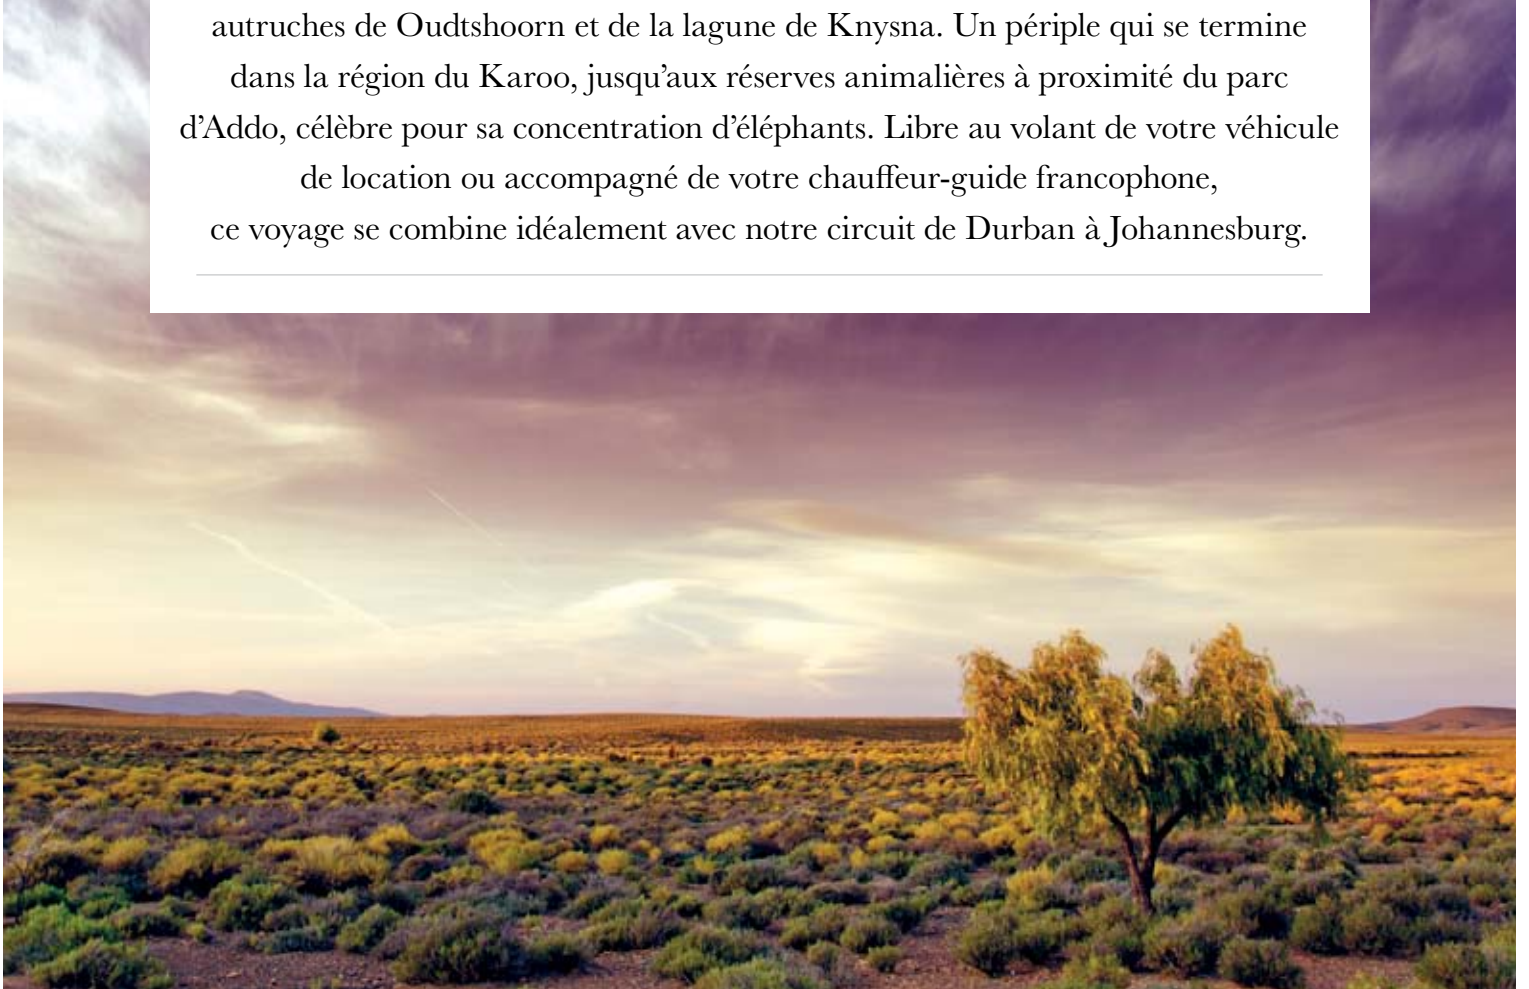 autruches de Oudtshoorn et de la lagune de Knysna. Un périple qui se termine
dans la région du Karoo, jusqu’aux réserves animalières à proximité du parc
d’Addo, célèbre pour sa concentration d’éléphants. Libre au volant de votre véhicule
de location ou accompagné de votre chauffeur-guide francophone,
ce voyage se combine idéalement avec notre circuit de Durban à Johannesburg.